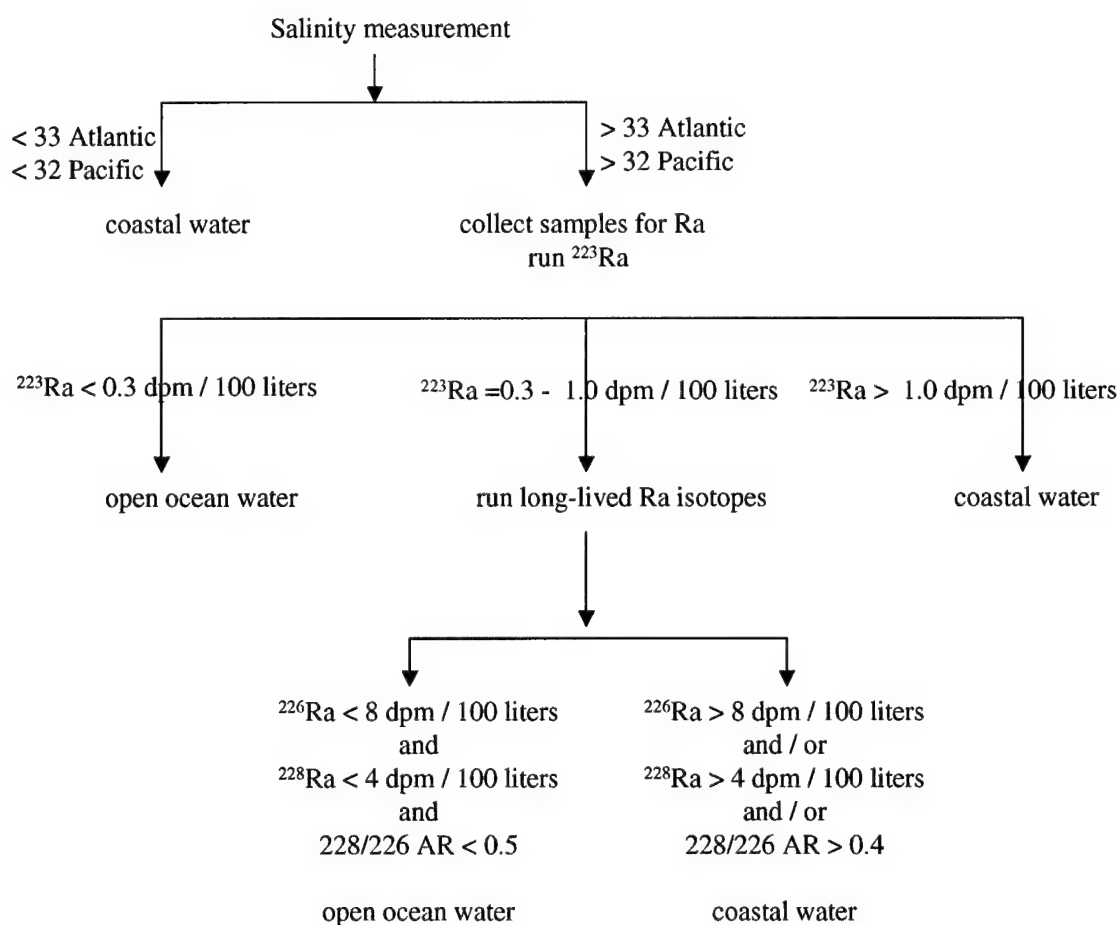 Salinity measurement
< 33 Atlantic
< 32 Pacific
> 33 Atlantic
> 32 Pacific
coastal water
collect samples for Ra
run ²²³Ra
²²³Ra < 0.3 dpm / 100 liters
²²³Ra =0.3 - 1.0 dpm / 100 liters
²²³Ra > 1.0 dpm / 100 liters
open ocean water
run long-lived Ra isotopes
coastal water
²²⁶Ra < 8 dpm / 100 liters
and
²²⁸Ra < 4 dpm / 100 liters
and
228/226 AR < 0.5
open ocean water
²²⁶Ra > 8 dpm / 100 liters
and / or
²²⁸Ra > 4 dpm / 100 liters
and / or
228/226 AR > 0.4
coastal water